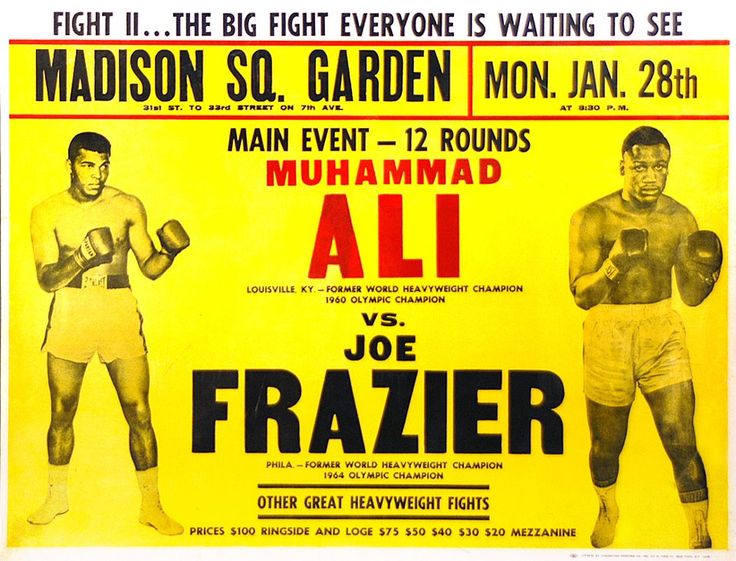 FIGHT II...THE BIG FIGHT EVERYONE IS WAITING TO SEE
MADISON SQ. GARDEN
31st ST. TO 33rd STREET ON 7th AVE.
MON. JAN. 28th
AT 8:30 P.M.
MAIN EVENT – 12 ROUNDS
MUHAMMAD
ALI
LOUISVILLE, KY. – FORMER WORLD HEAVYWEIGHT CHAMPION
1960 OLYMPIC CHAMPION
VS.
JOE
FRAZIER
PHILA. – FORMER WORLD HEAVYWEIGHT CHAMPION
1964 OLYMPIC CHAMPION
OTHER GREAT HEAVYWEIGHT FIGHTS
PRICES $100 RINGSIDE AND LOGE $75 $50 $40 $30 $20 MEZZANINE